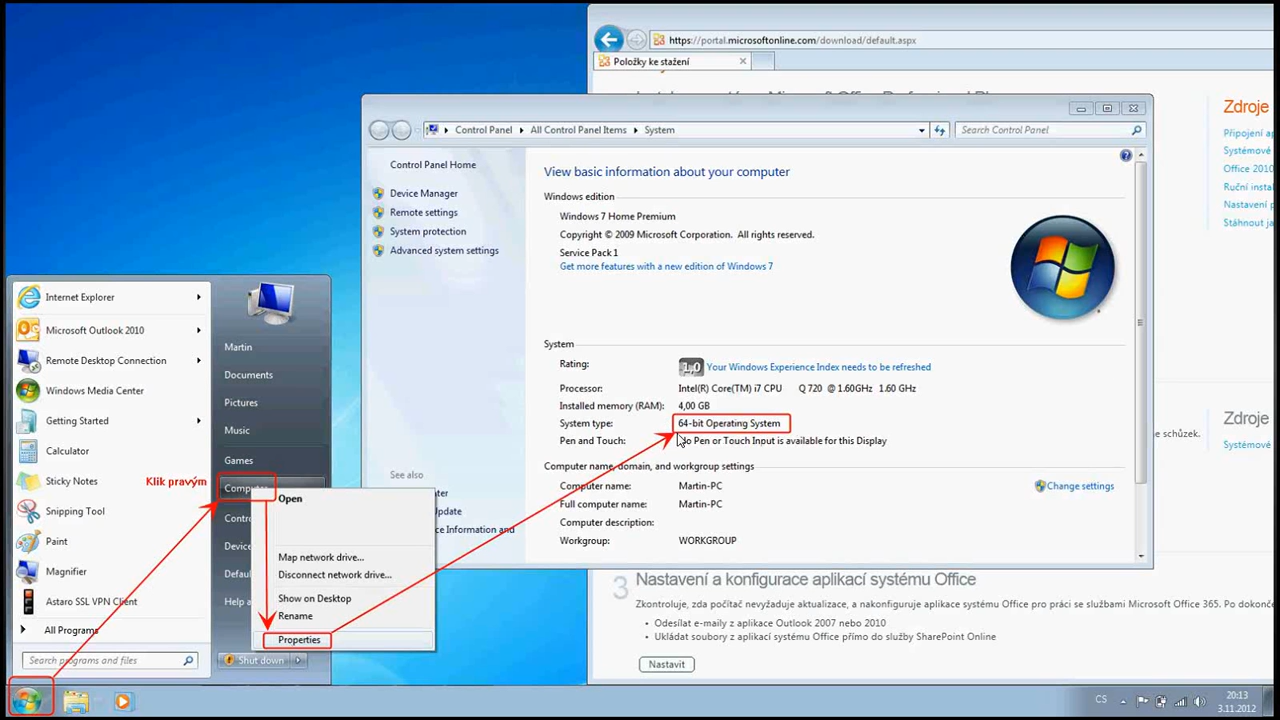 https://portal.microsoftonline.com/download/default.aspx
Položky ke stažení
Zdroje
Připojení ap
Systémové
Office 2010
Ruční insta
Nastavení p
Stáhnout ja
Control Panel
All Control Panel Items
System
Search Control Panel
Control Panel Home
Device Manager
Remote settings
System protection
Advanced system settings
See also
View basic information about your computer
Windows edition
Windows 7 Home Premium
Copyright © 2009 Microsoft Corporation. All rights reserved.
Service Pack 1
Get more features with a new edition of Windows 7
System
Rating:
1,0 Your Windows Experience Index needs to be refreshed
Processor: Intel(R) Core(TM) i7 CPU Q 720 @ 1.60GHz 1.60 GHz
Installed memory (RAM): 4,00 GB
System type: 64-bit Operating System
Pen and Touch: No Pen or Touch Input is available for this Display
Computer name, domain, and workgroup settings
Computer name: Martin-PC
Change settings
Full computer name: Martin-PC
Computer description:
Workgroup: WORKGROUP
Zdroje
Systémové
schůzek.
3 Nastavení a konfigurace aplikací systému Office
Zkontroluje, zda počítač nevyžaduje aktualizace, a nakonfiguruje aplikace systému Office pro práci se službami Microsoft Office 365. Po dokonče
• Odesílat e-maily z aplikace Outlook 2007 nebo 2010
• Ukládat soubory z aplikací systému Office přímo do služby SharePoint Online
Nastavit
Internet Explorer
Microsoft Outlook 2010
Remote Desktop Connection
Windows Media Center
Getting Started
Calculator
Sticky Notes
Snipping Tool
Paint
Magnifier
Astaro SSL VPN Client
All Programs
Search programs and files
Martin
Documents
Pictures
Music
Games
Klik pravým
Computer
Contro
Device
Defaul
Help a
Shut down
Open
Map network drive...
Disconnect network drive...
Show on Desktop
Rename
Properties
CS
20:13
3.11.2012